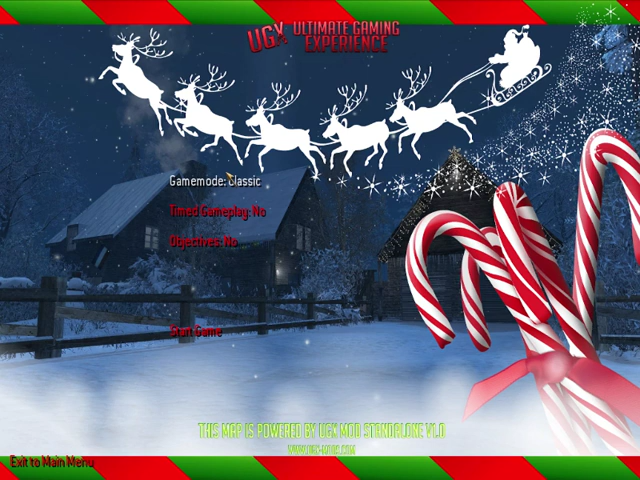 UGX ULTIMATE GAMING
EXPERIENCE
Gamemode: Classic
Timed Gameplay: No
Objectives: No
Start Game
THIS MAP IS POWERED BY UGX MOD STANDALONE V1.0
WWW.UGX-MODS.COM
Exit to Main Menu